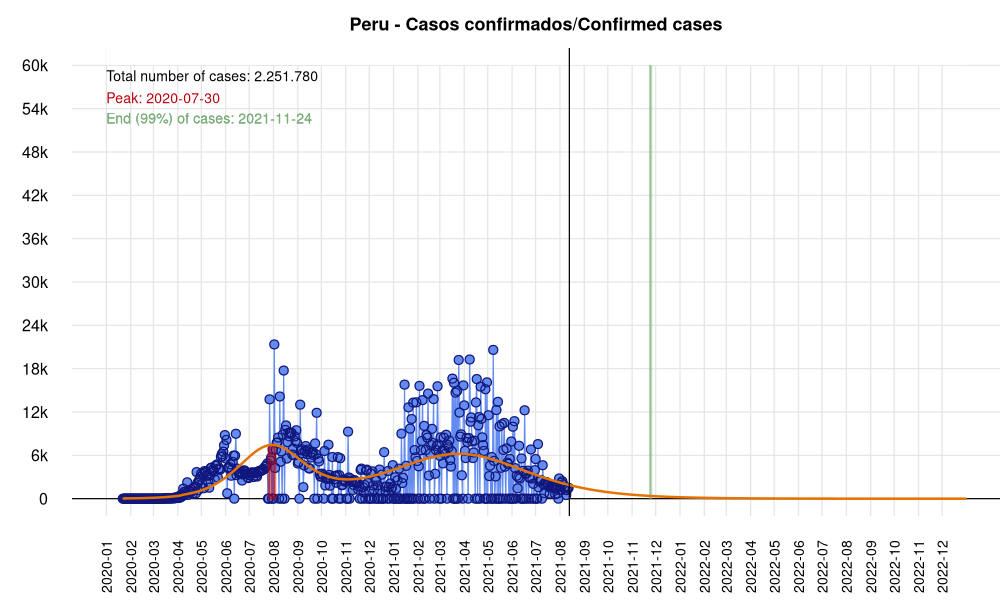 Peru - Casos confirmados/Confirmed cases
60k
54k
48k
42k
36k
30k
24k
18k
12k
6k
0
Total number of cases: 2.251.780
Peak: 2020-07-30
End (99%) of cases: 2021-11-24
2020-01
2020-02
2020-03
2020-04
2020-05
2020-06
2020-07
2020-08
2020-09
2020-10
2020-11
2020-12
2021-01
2021-02
2021-03
2021-04
2021-05
2021-06
2021-07
2021-08
2021-09
2021-10
2021-11
2021-12
2022-01
2022-02
2022-03
2022-04
2022-05
2022-06
2022-07
2022-08
2022-09
2022-10
2022-11
2022-12